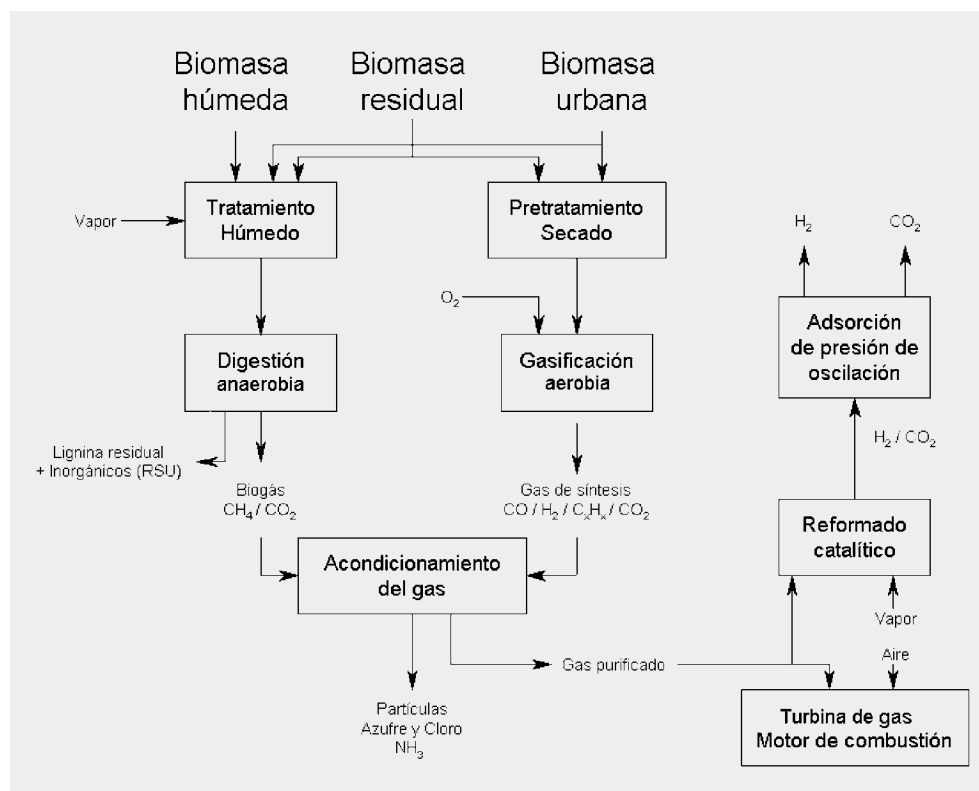 Biomasa
húmeda
Biomasa
residual
Biomasa
urbana
Vapor
Tratamiento
Húmedo
Pretratamiento
Secado
O₂
Digestión
anaerobia
Gasificación
aerobia
Lignina residual
+ Inorgánicos (RSU)
Biogás
CH₄ / CO₂
Gas de síntesis
CO / H₂ / CₓHₓ / CO₂
Acondicionamiento
del gas
Partículas
Azufre y Cloro
NH₃
Gas purificado
H₂
CO₂
Adsorción
de presión de
oscilación
H₂ / CO₂
Reformado
catalítico
Vapor
Aire
Turbina de gas
Motor de combustión